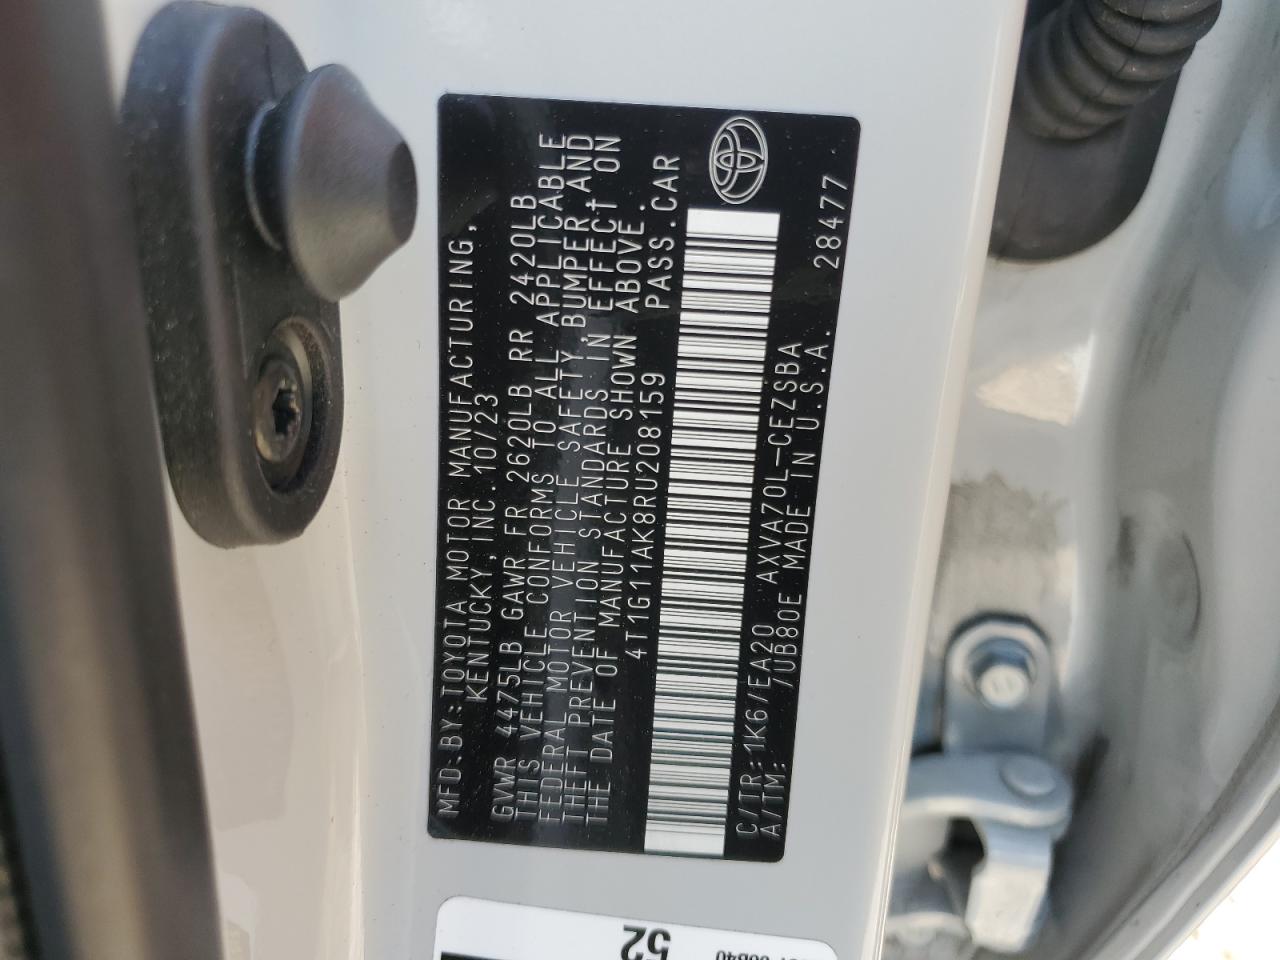 MFD.BY:TOYOTA MOTOR MANUFACTURING,
KENTUCKY,INC.10/23
GVWR 4475LB GAWR FR 2620LB RR 2420LB
THIS VEHICLE CONFORMS TO ALL APPLICABLE
FEDERAL MOTOR VEHICLE SAFETY,BUMPER,AND
THEFT PREVENTION STANDARDS IN EFFECT ON
THE DATE OF MANUFACTURE SHOWN ABOVE.
4T1G11AK8RU208159 PASS.CAR
C/TR:1K6/EA20 AXVA70L-CEZSBA
A/TM: /UB80E MADE IN U.S.A. 28477
52